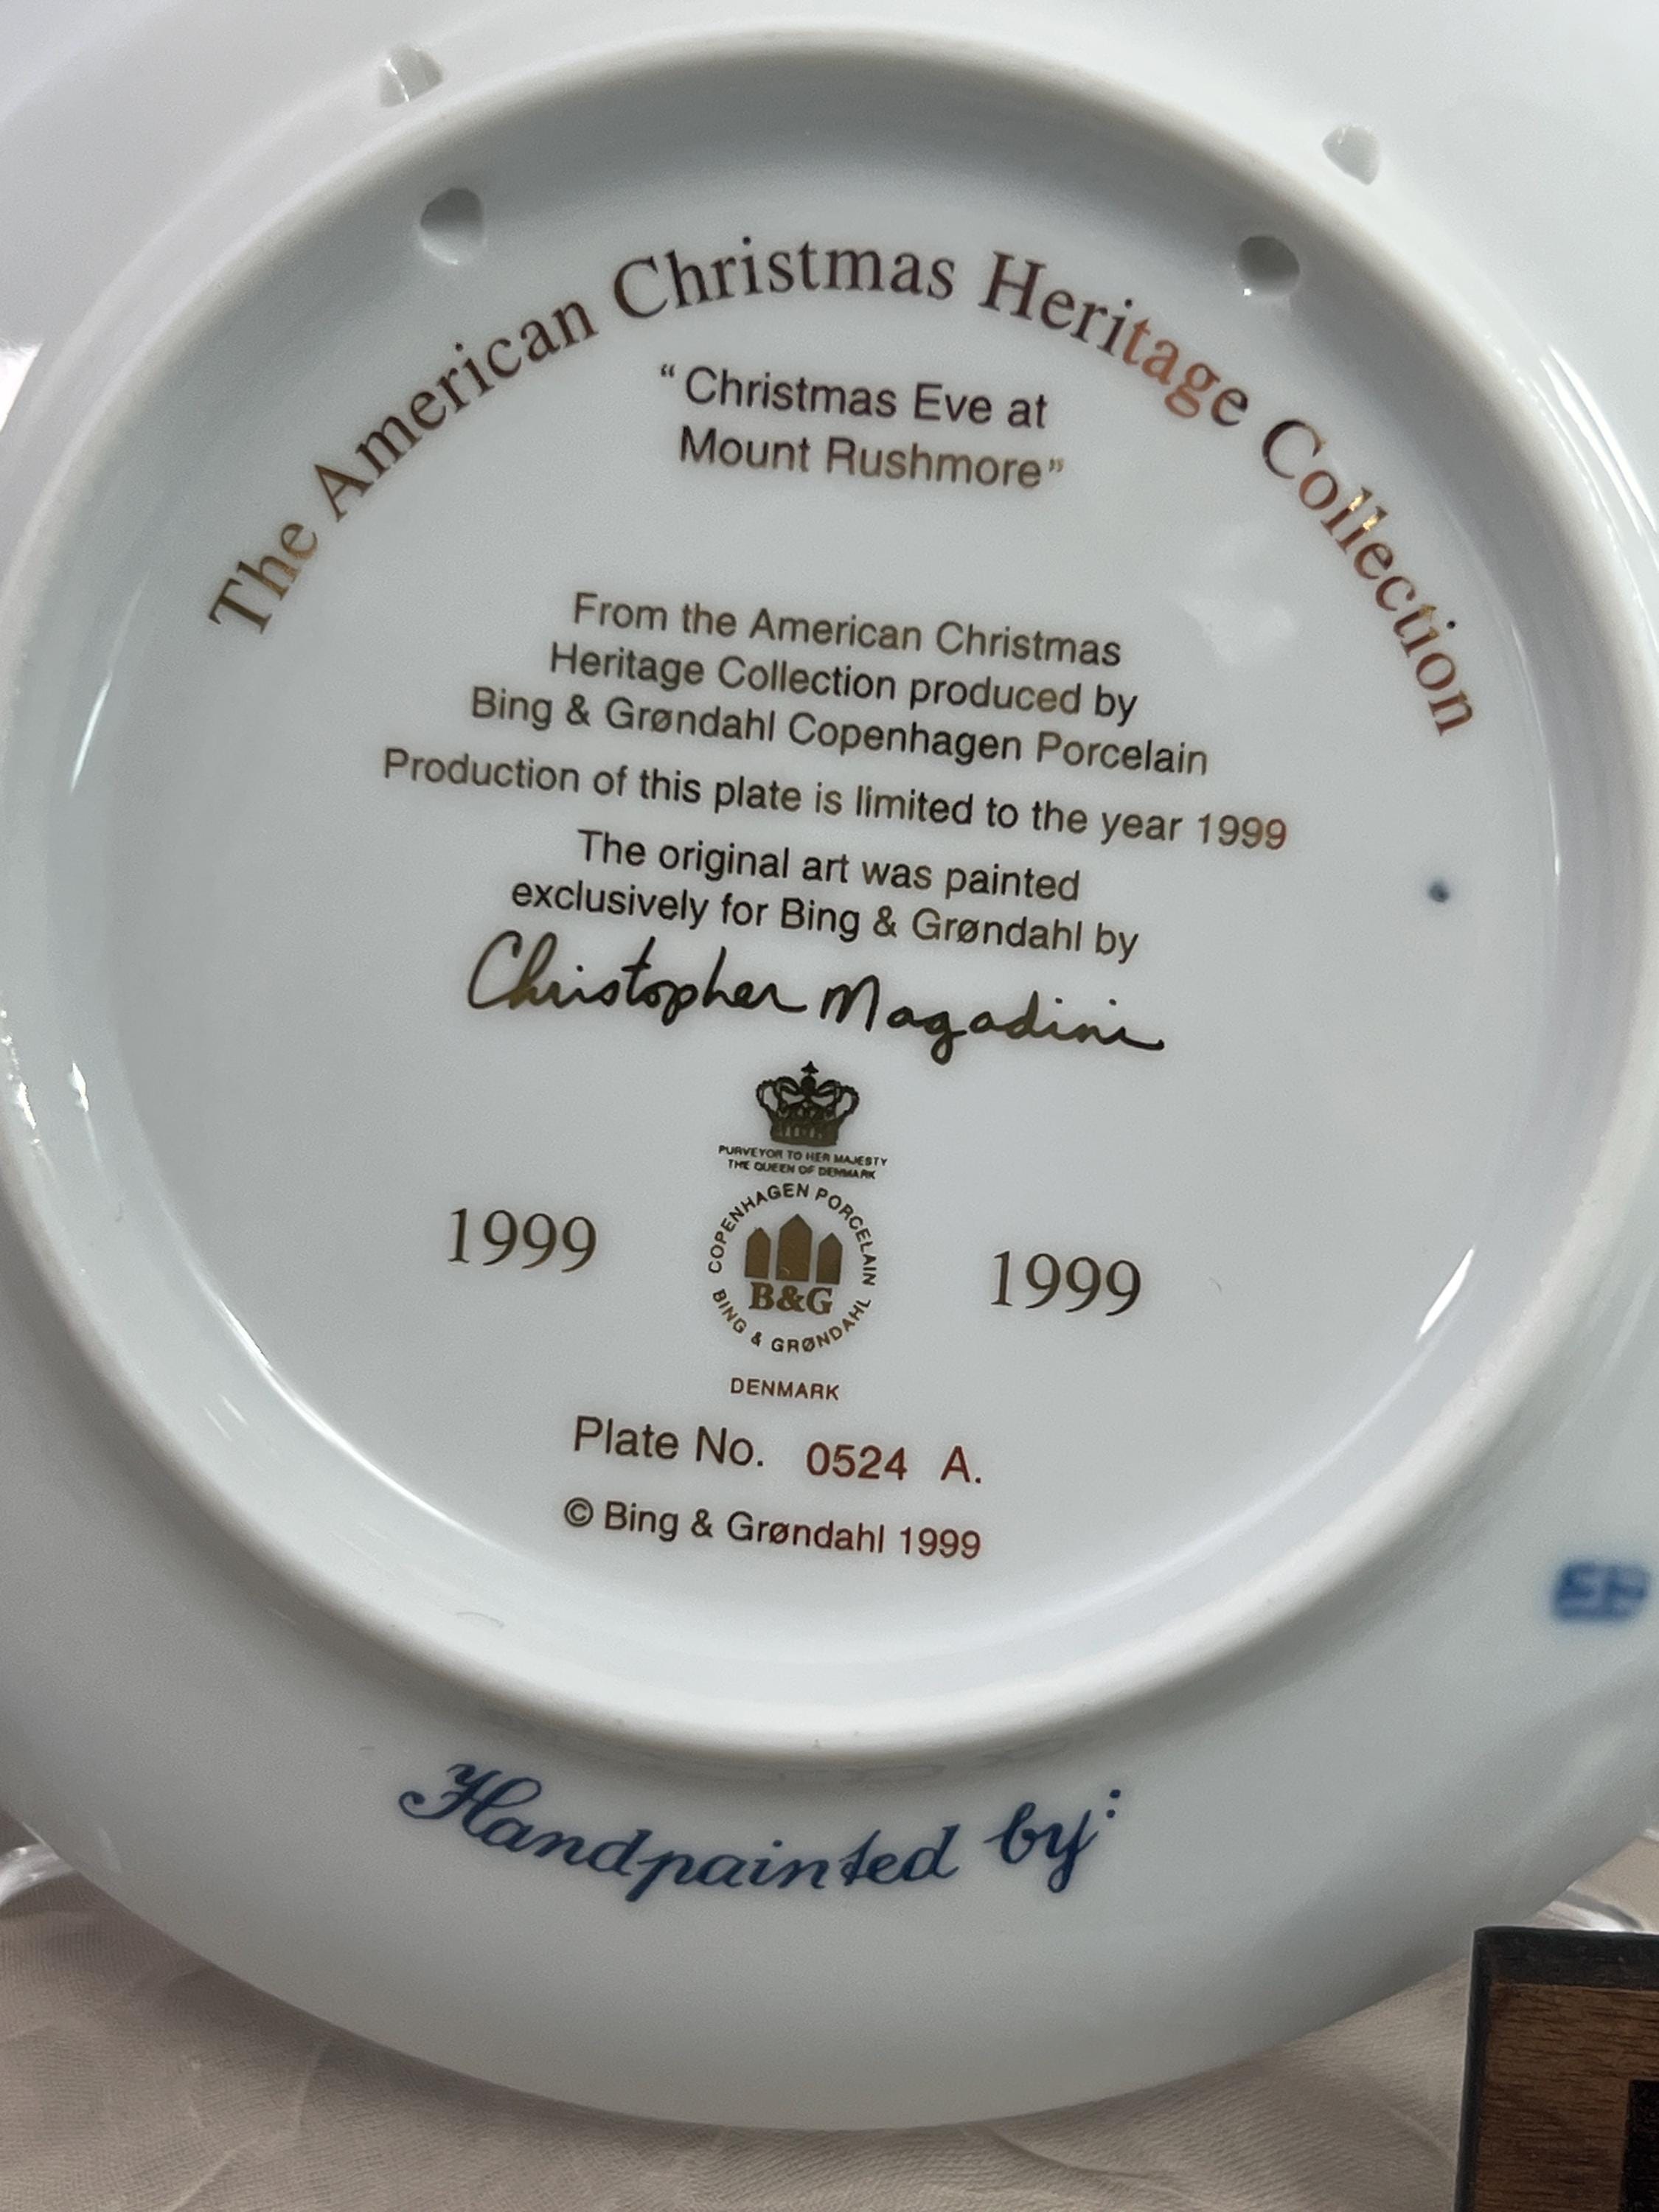 The American Christmas Heritage Collection
“Christmas Eve at
Mount Rushmore”
From the American Christmas
Heritage Collection produced by
Bing & Grøndahl Copenhagen Porcelain
Production of this plate is limited to the year 1999
The original art was painted
exclusively for Bing & Grøndahl by
Christopher Magadini
PURVEYOR TO HER MAJESTY
THE QUEEN OF DENMARK
COPENHAGEN PORCELAIN
1999
B&G
1999
BING & GRØNDAHL
DENMARK
Plate No. 0524 A.
© Bing & Grøndahl 1999
Handpainted by: